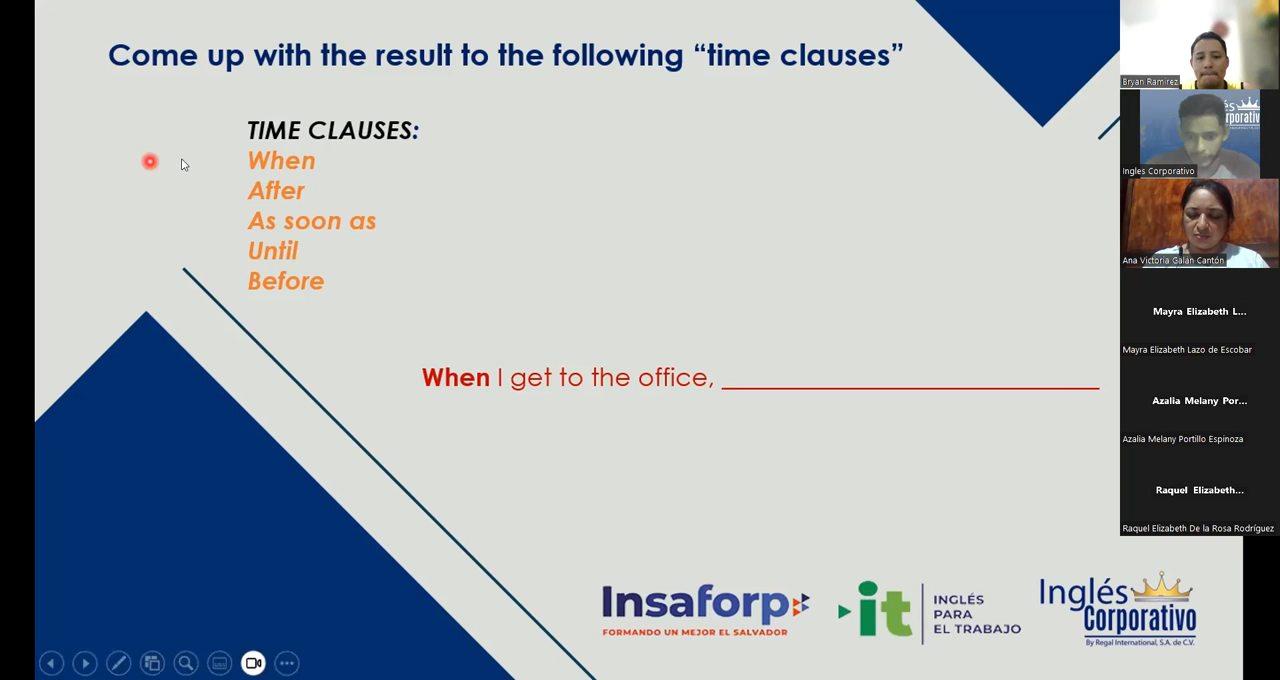 Come up with the result to the following “time clauses”
TIME CLAUSES:
When
After
As soon as
Until
Before
When I get to the office, ____________________________
Insaforp
FORMANDO UN MEJOR EL SALVADOR
it
INGLÉS
PARA
EL TRABAJO
Inglés
Corporativo
By Regal International, S.A. de C.V.
Bryan Ramirez
Ingles Corporativo
Ana Victoria Galán Cantón
Mayra Elizabeth L...
Mayra Elizabeth Lazo de Escobar
Azalia Melany Por...
Azalia Melany Portillo Espinoza
Raquel Elizabeth...
Raquel Elizabeth De la Rosa Rodríguez